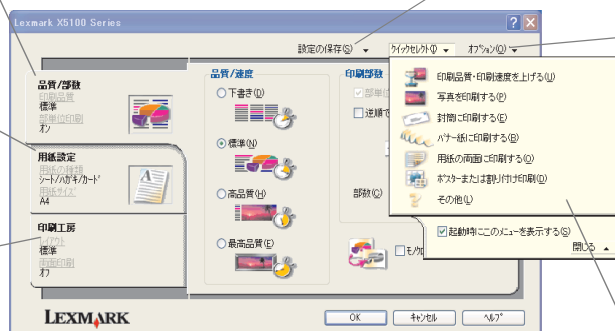 Lexmark X5100 Series
設定の保存(S)
クイックセレクト(I)
オプション(O)
品質/部数
印刷品質
標準
部単位印刷
オン
用紙設定
用紙の種類
シート/ハガキ/カード
用紙サイズ
A4
印刷工房
レイアウト
標準
両面印刷
オフ
品質/速度
下書き(D)
標準(N)
高品質(H)
最高品質(E)
印刷部数
部単位
逆順で
部数(C)
モノクロ
印刷品質・印刷速度を上げる(U)
写真を印刷する(P)
封筒に印刷する(E)
バナー紙に印刷する(B)
用紙の両面に印刷する(O)
ポスターまたは割り付け印刷(D)
その他(L)
起動時にこのメニューを表示する(S)
閉じる
LEXMARK
OK
キャンセル
ヘルプ